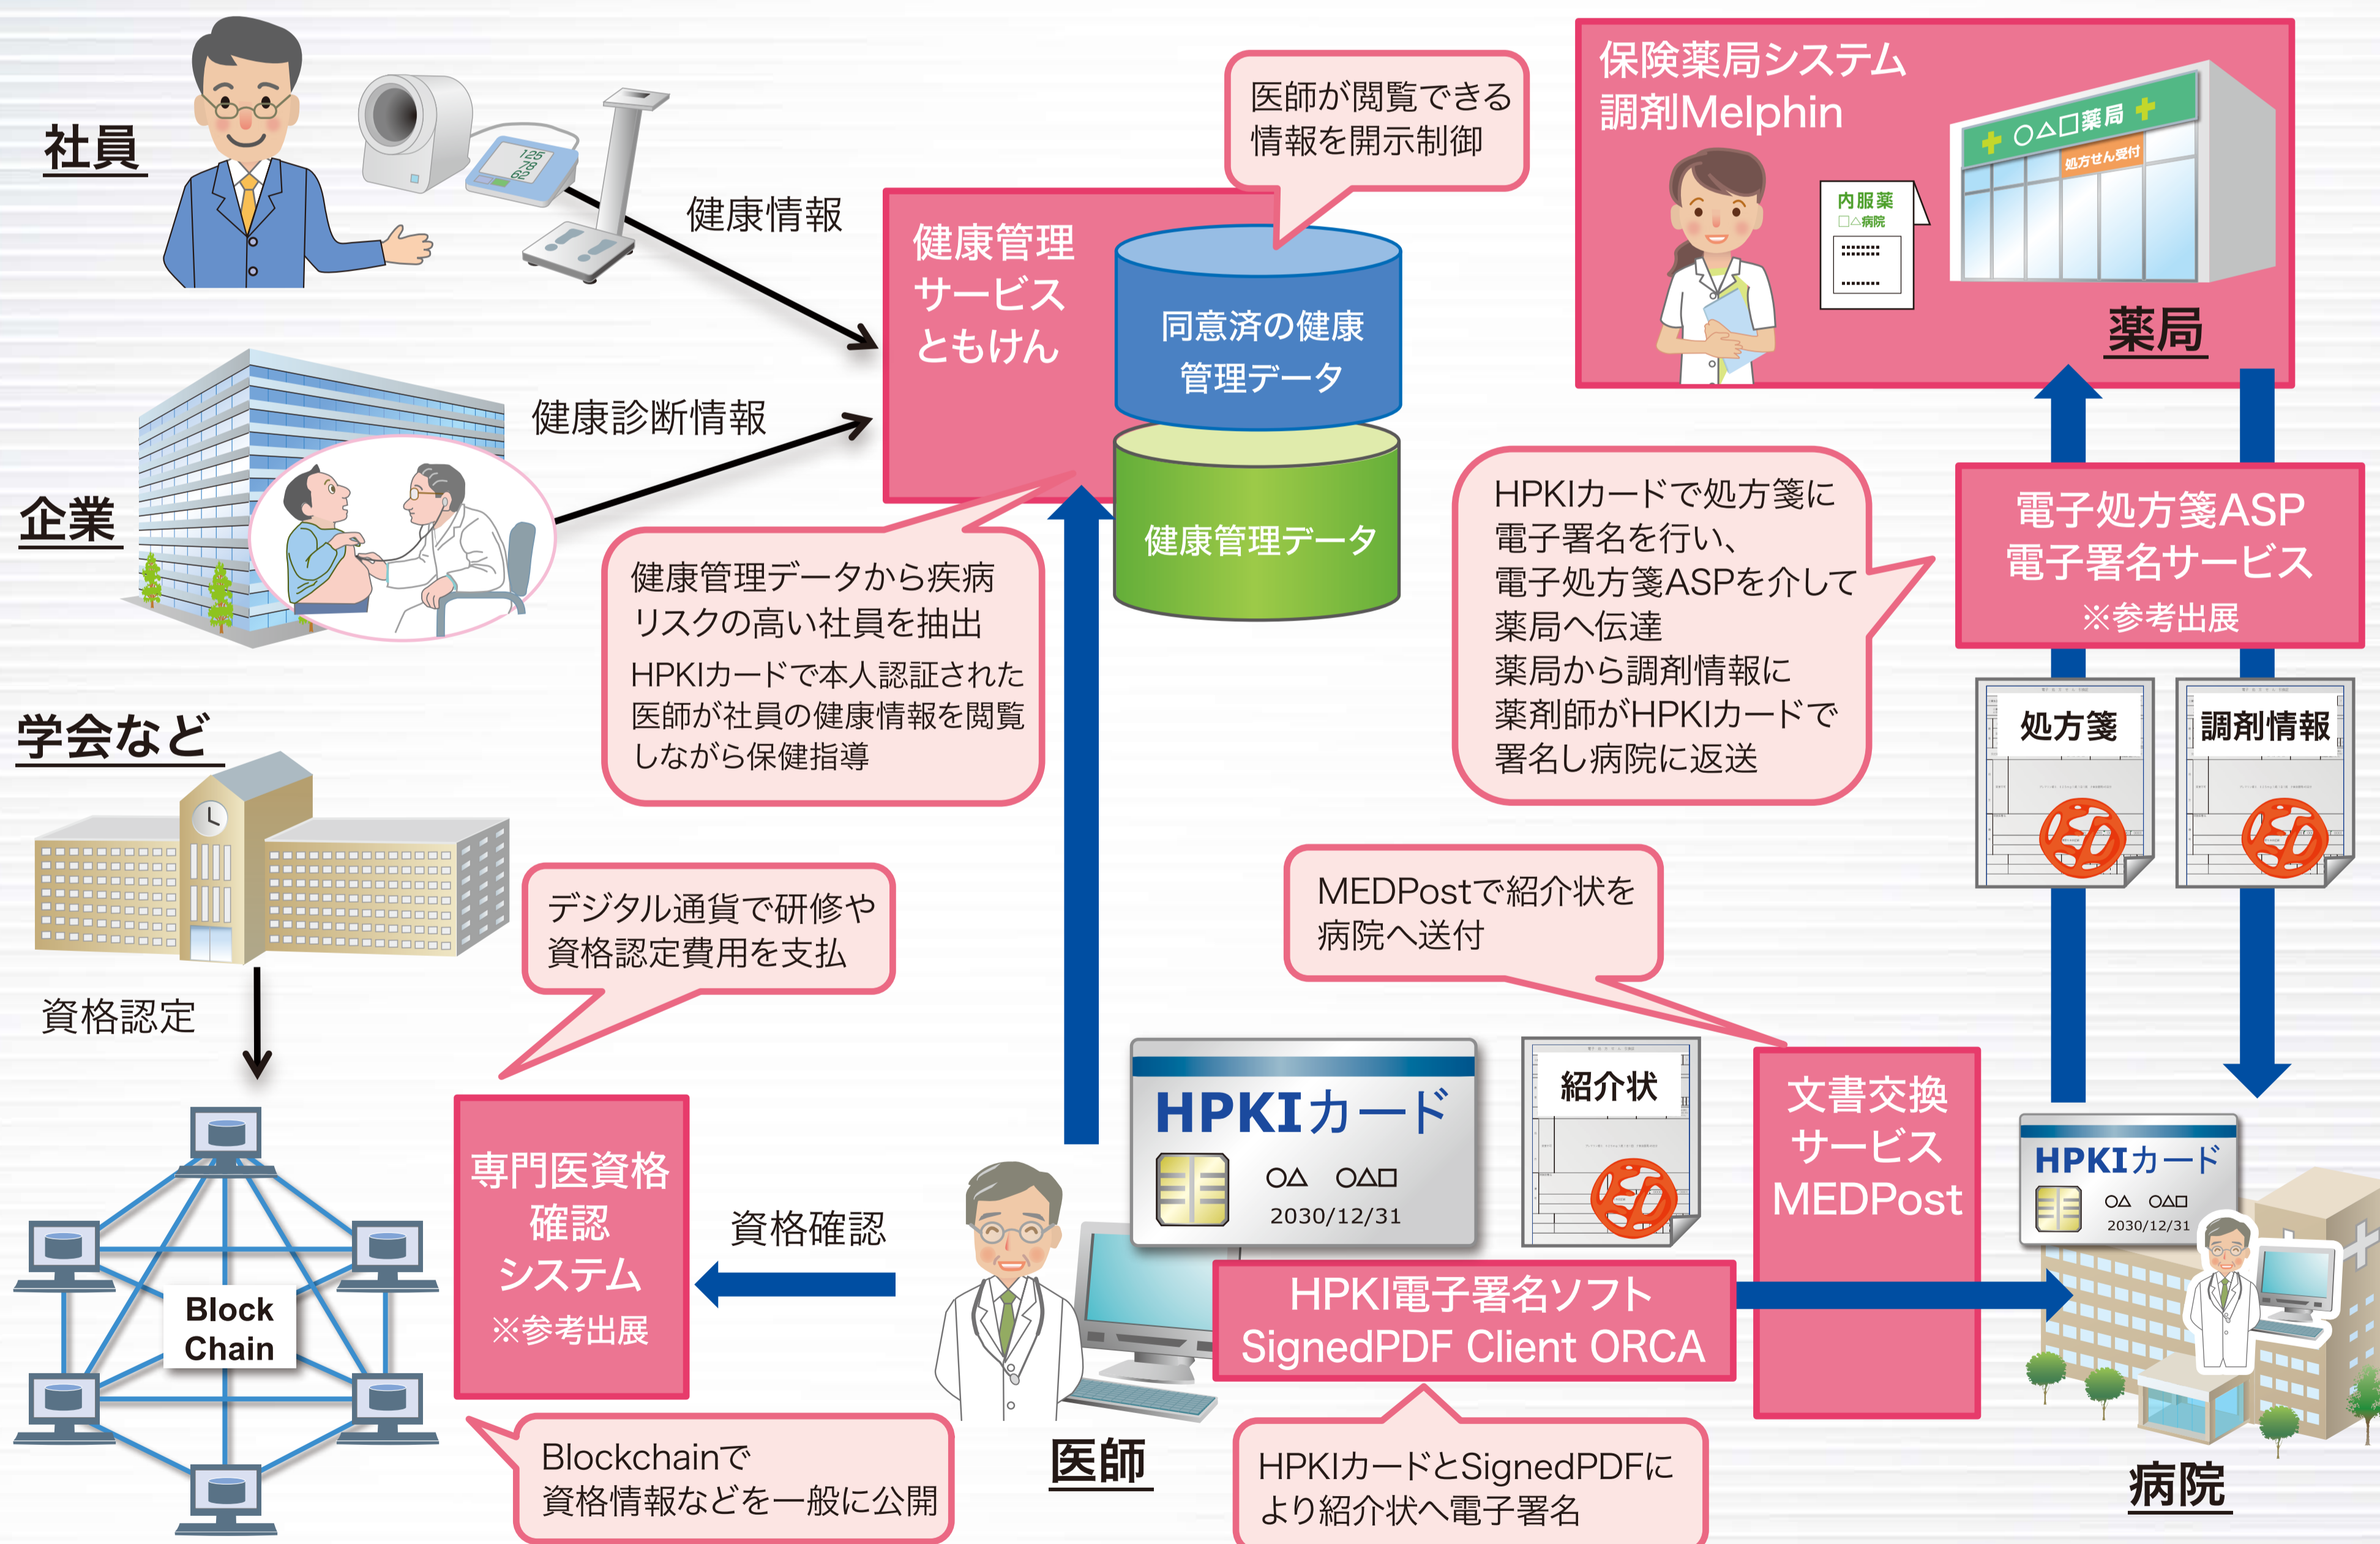 社員
125
78
62
健康情報
企業
健康診断情報
健康管理
サービス
ともけん
医師が閲覧できる
情報を開示制御
同意済の健康
管理データ
健康管理データ
健康管理データから疾病
リスクの高い社員を抽出
HPKIカードで本人認証された
医師が社員の健康情報を閲覧
しながら保健指導
保険薬局システム
調剤Melphin
内服薬
□△病院
○△□薬局
処方せん受付
薬局
HPKIカードで処方箋に
電子署名を行い、
電子処方箋ASPを介して
薬局へ伝達
薬局から調剤情報に
薬剤師がHPKIカードで
署名し病院に返送
電子処方箋ASP
電子署名サービス
※参考出展
処方箋
印
調剤情報
印
学会など
資格認定
Block
Chain
デジタル通貨で研修や
資格認定費用を支払
専門医資格
確認
システム
※参考出展
Blockchainで
資格情報などを一般に公開
資格確認
医師
HPKIカード
○△ ○△□
2030/12/31
紹介状
印
MEDPostで紹介状を
病院へ送付
HPKI電子署名ソフト
SignedPDF Client ORCA
HPKIカードとSignedPDFに
より紹介状へ電子署名
文書交換
サービス
MEDPost
HPKIカード
○△ ○△□
2030/12/31
病院